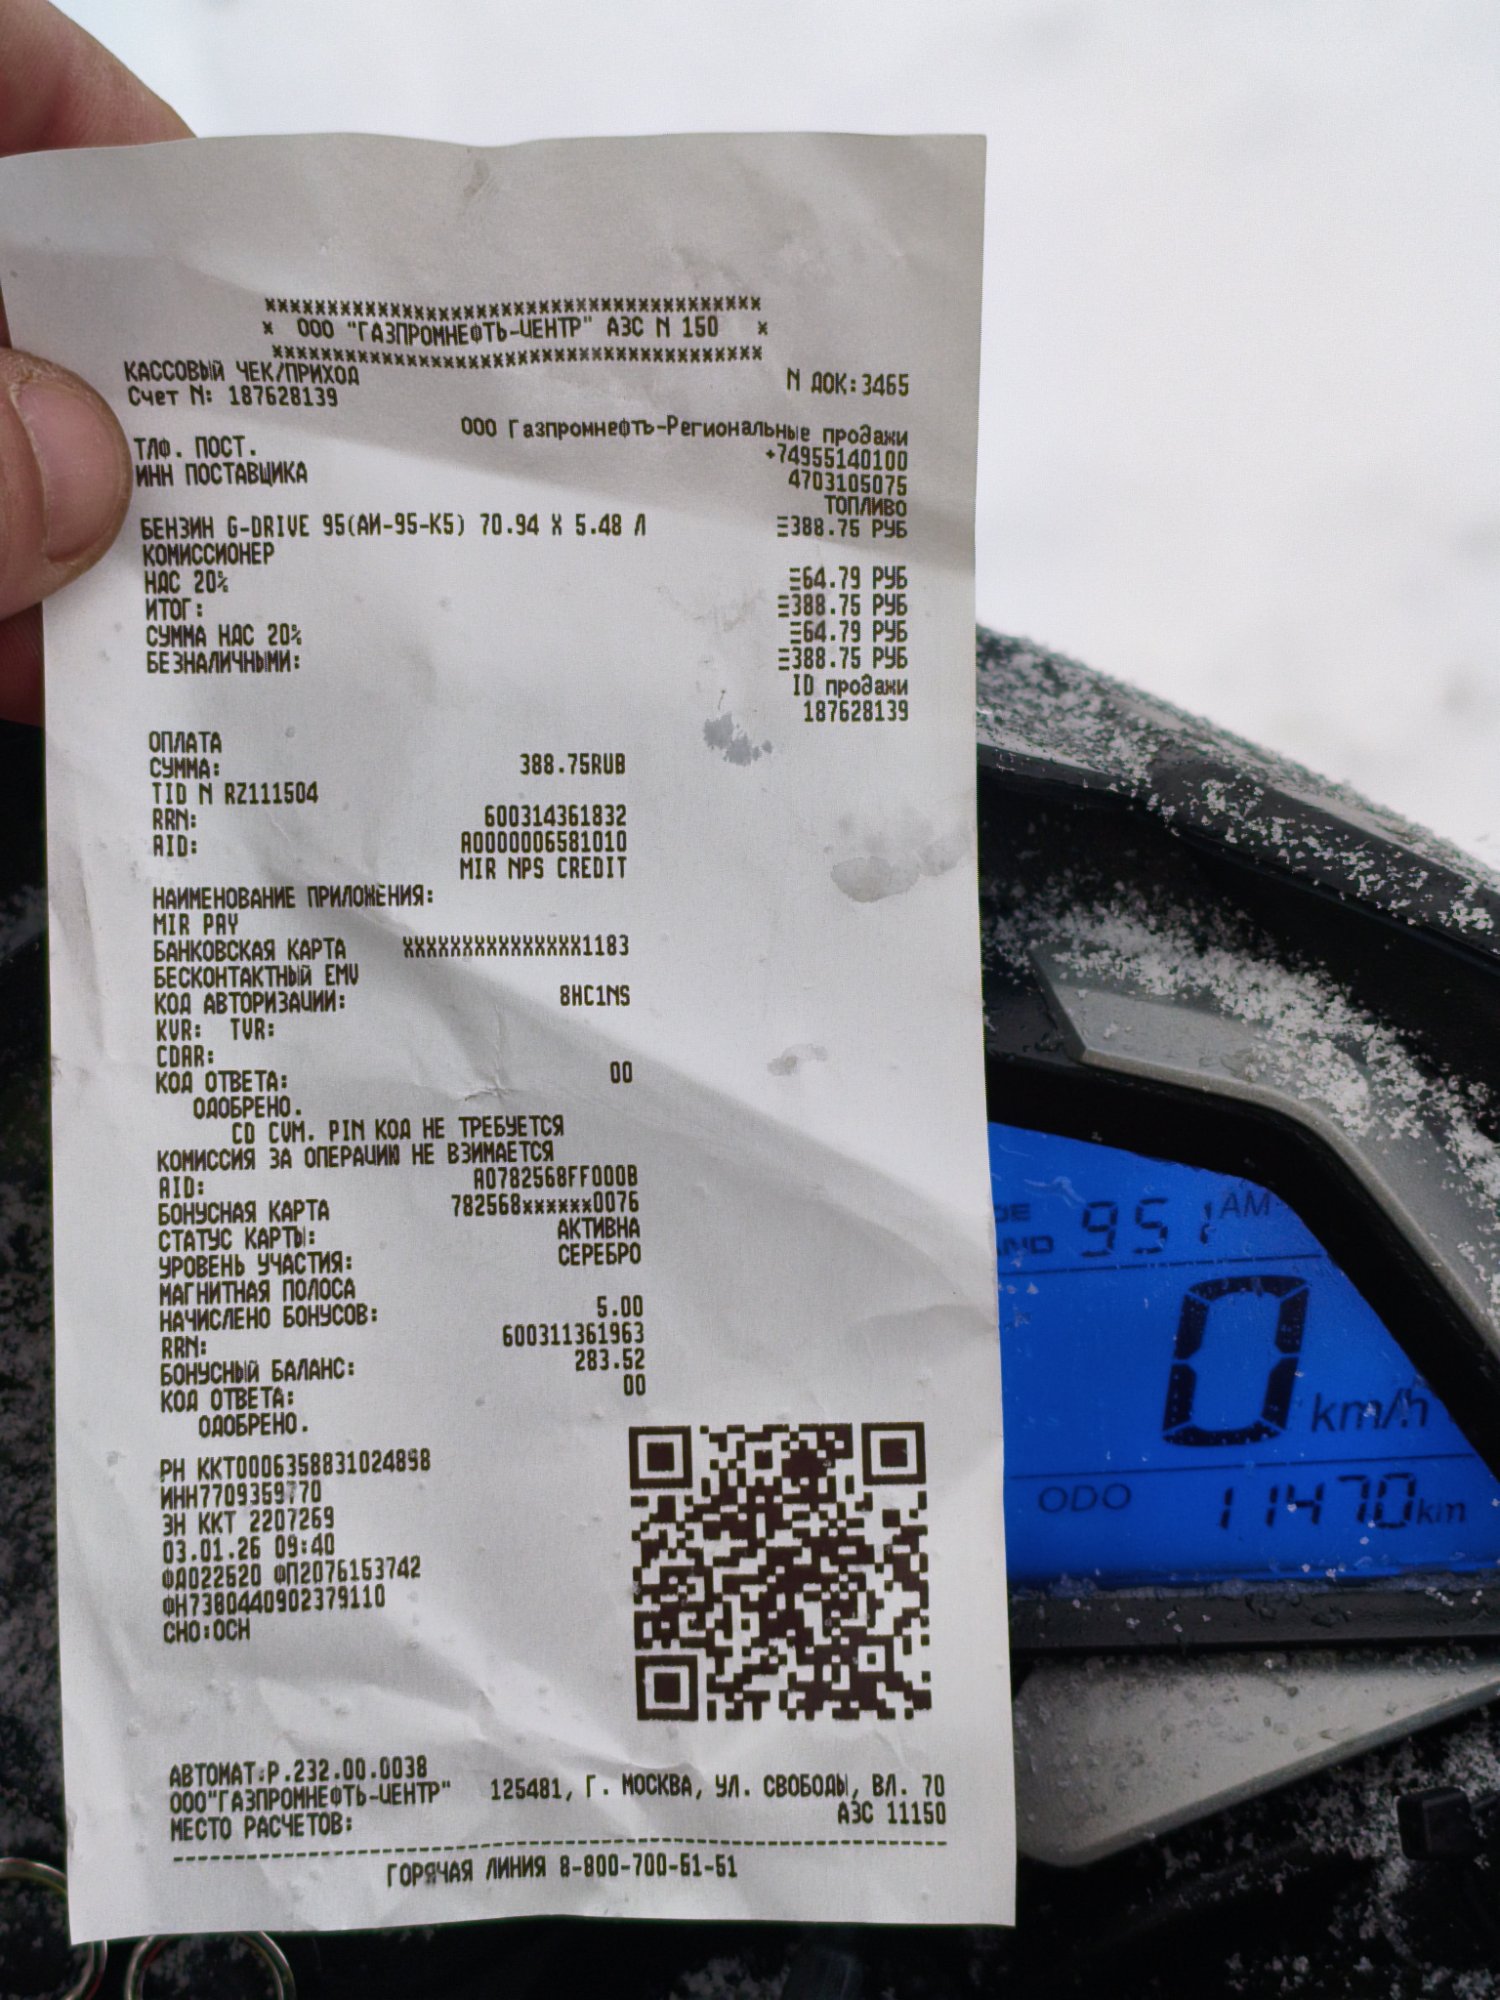 ****************************************
* ООО "ГАЗПРОМНЕФТЬ-ЦЕНТР" АЗС N 150 *
****************************************
КАССОВЫЙ ЧЕК/ПРИХОД N ДОК:3465
Счет N: 187628139
ООО Газпромнефть-Региональные продажи
ТЛФ. ПОСТ. +74955140100
ИНН ПОСТАВЩИКА 4703105075
ТОПЛИВО
БЕНЗИН G-DRIVE 95(АИ-95-К5) 70.94 X 5.48 Л ≡388.75 РУБ
КОМИССИОНЕР
НДС 20% ≡64.79 РУБ
ИТОГ: ≡388.75 РУБ
СУММА НДС 20% ≡64.79 РУБ
БЕЗНАЛИЧНЫМИ: ≡388.75 РУБ
ID продажи
187628139
ОПЛАТА
СУММА: 388.75RUB
TID N RZ111504
RRN: 600314361832
AID: A0000006581010
MIR NPS CREDIT
НАИМЕНОВАНИЕ ПРИЛОЖЕНИЯ:
MIR PAY
БАНКОВСКАЯ КАРТА XXXXXXXXXXXXXXX1183
БЕСКОНТАКТНЫЙ EMV
КОД АВТОРИЗАЦИИ: 8HC1NS
KVR: TVR:
CDAR:
КОД ОТВЕТА: 00
ОДОБРЕНО.
CD CVM. PIN КОД НЕ ТРЕБУЕТСЯ
КОМИССИЯ ЗА ОПЕРАЦИЮ НЕ ВЗИМАЕТСЯ
AID: A0782568FF000B
БОНУСНАЯ КАРТА 782568******0076
СТАТУС КАРТЫ: АКТИВНА
УРОВЕНЬ УЧАСТИЯ: СЕРЕБРО
МАГНИТНАЯ ПОЛОСА
НАЧИСЛЕНО БОНУСОВ: 5.00
RRN: 600311361963
БОНУСНЫЙ БАЛАНС: 283.52
КОД ОТВЕТА: 00
ОДОБРЕНО.
РН ККТ0006358831024898
ИНН7709359770
ЗН ККТ 2207269
03.01.26 09:40
ФД022520 ФП2076153742
ФН7380440902379110
СНО:ОСН
АВТОМАТ:Р.232.00.0038
ООО"ГАЗПРОМНЕФТЬ-ЦЕНТР" 125481, Г. МОСКВА, УЛ. СВОБОДЫ, ВЛ. 70
МЕСТО РАСЧЕТОВ: АЗС 11150
ГОРЯЧАЯ ЛИНИЯ 8-800-700-51-51
951 AM
0 km/h
ODO 11470km